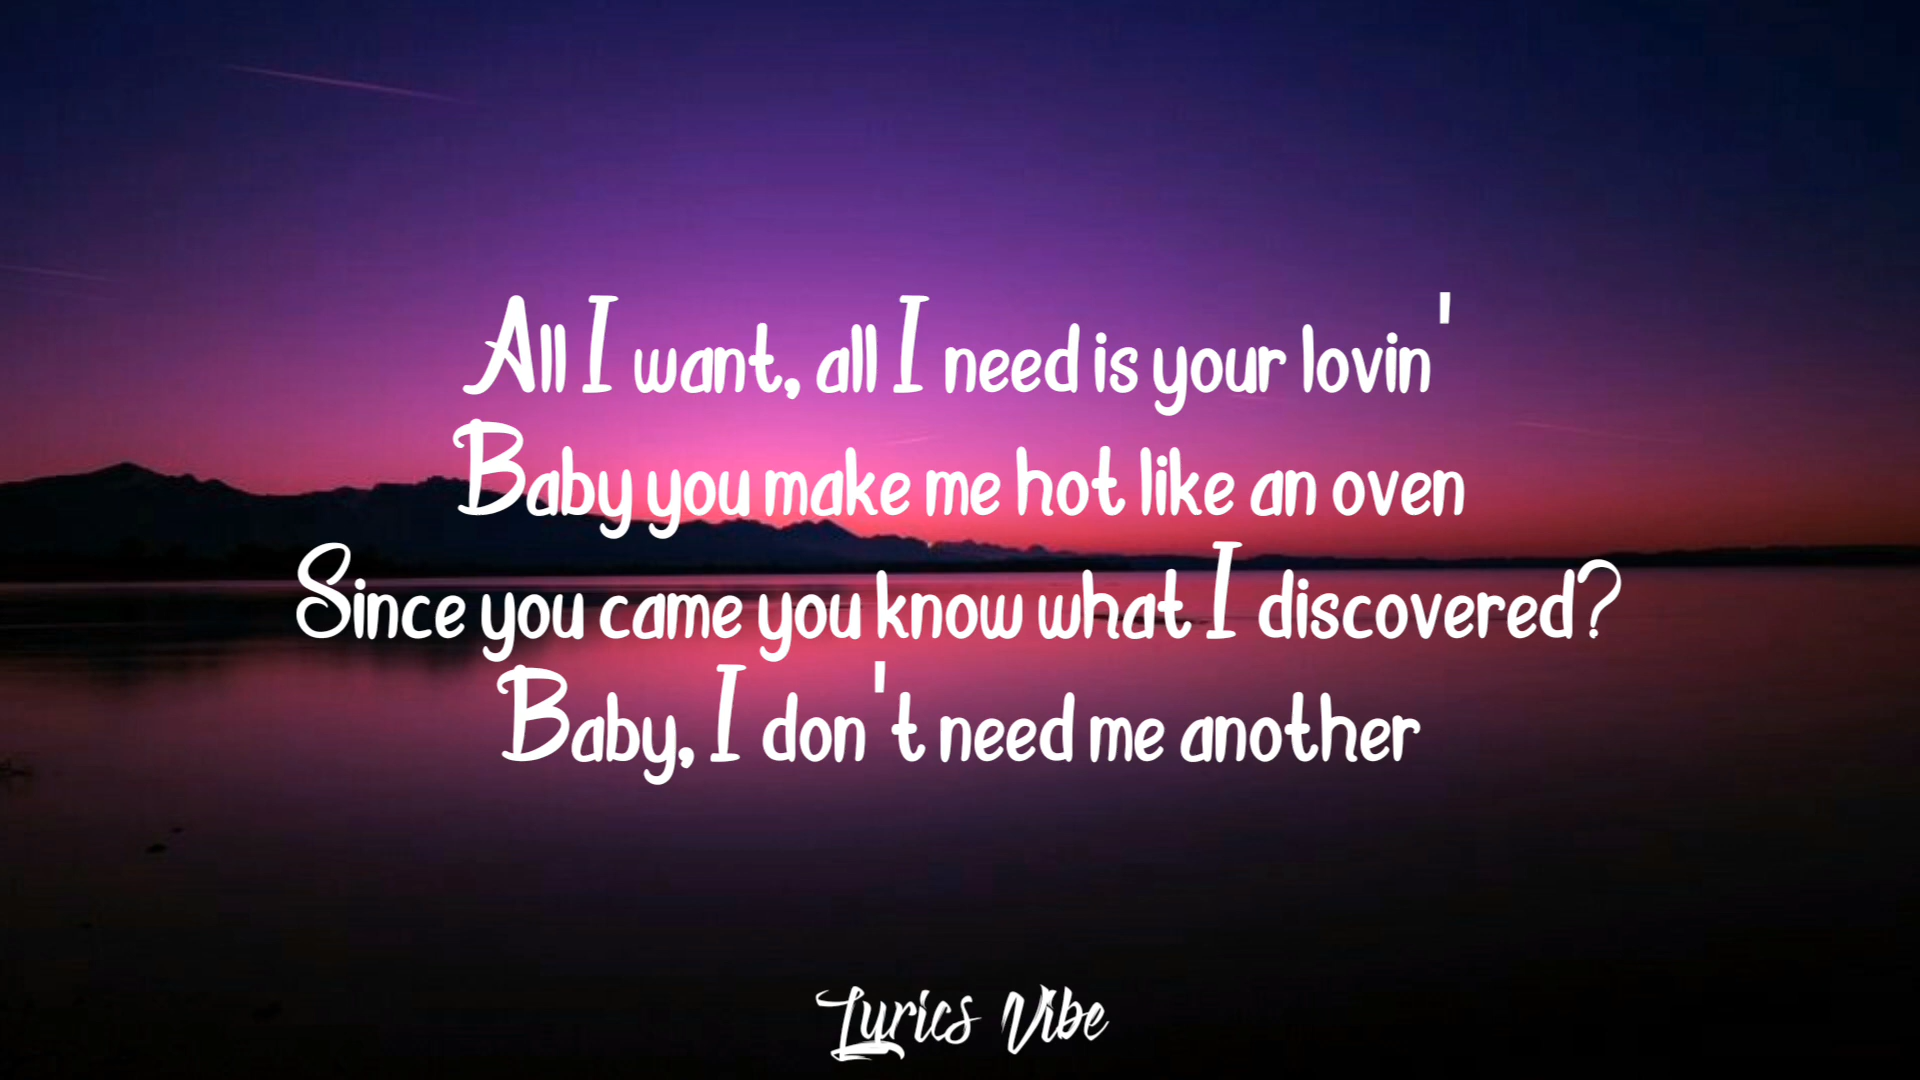 All I want, all I need is your lovin'
Baby you make me hot like an oven
Since you came you know what I discovered?
Baby, I don't need me another
Lyrics Vibe